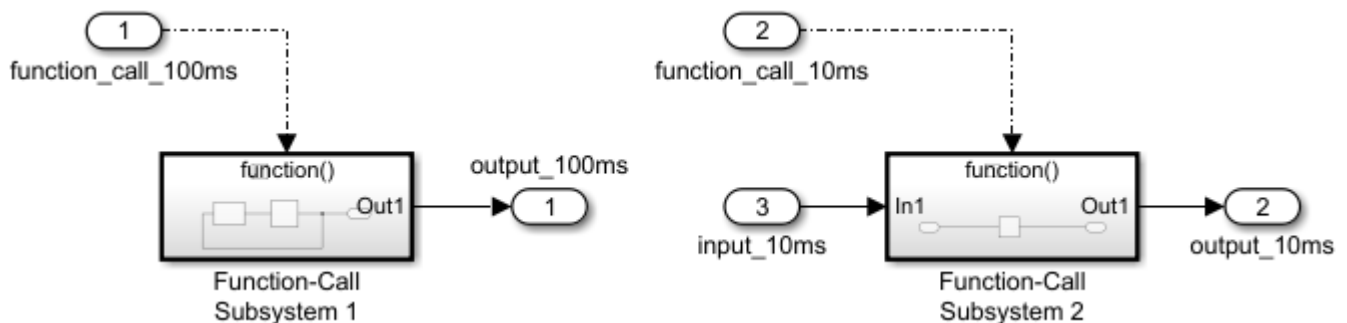 1
function_call_100ms
function()
Out1
output_100ms
1
Function-Call
Subsystem 1
2
function_call_10ms
3
input_10ms
function()
In1
Out1
2
output_10ms
Function-Call
Subsystem 2